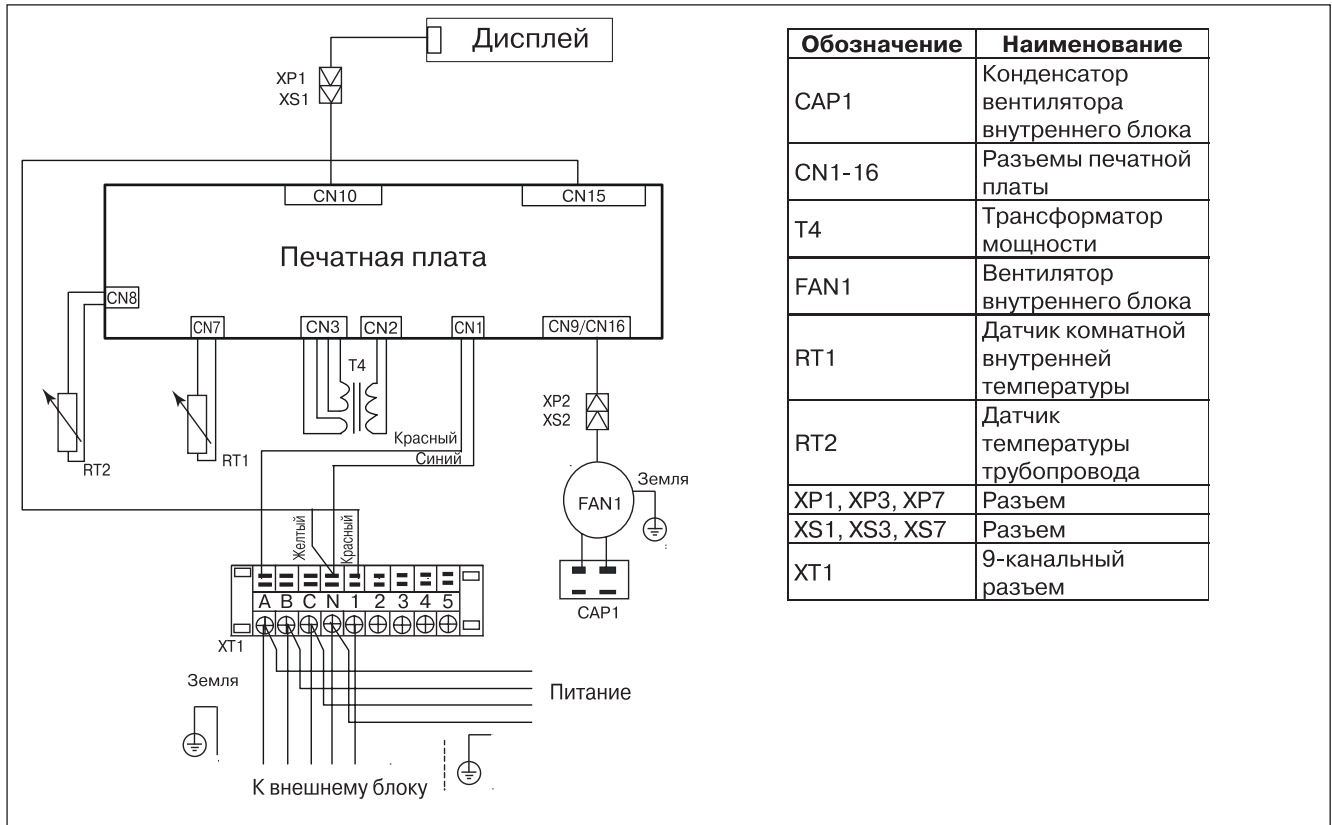 Дисплей
XP1
XS1
CN10
CN15
Печатная плата
CN8
CN7
CN3
CN2
CN1
CN9/CN16
T4
XP2
XS2
Красный
Синий
RT2
RT1
Земля
FAN1
Желтый
Красный
A B C N 1 2 3 4 5
CAP1
XT1
Земля
Питание
К внешнему блоку
Обозначение Наименование
CAP1 Конденсатор
вентилятора
внутреннего блока
CN1-16 Разъемы печатной
платы
T4 Трансформатор
мощности
FAN1 Вентилятор
внутреннего блока
RT1 Датчик комнатной
внутренней
температуры
RT2 Датчик
температуры
трубопровода
XP1, XP3, XP7 Разъем
XS1, XS3, XS7 Разъем
XT1 9-канальный
разъем